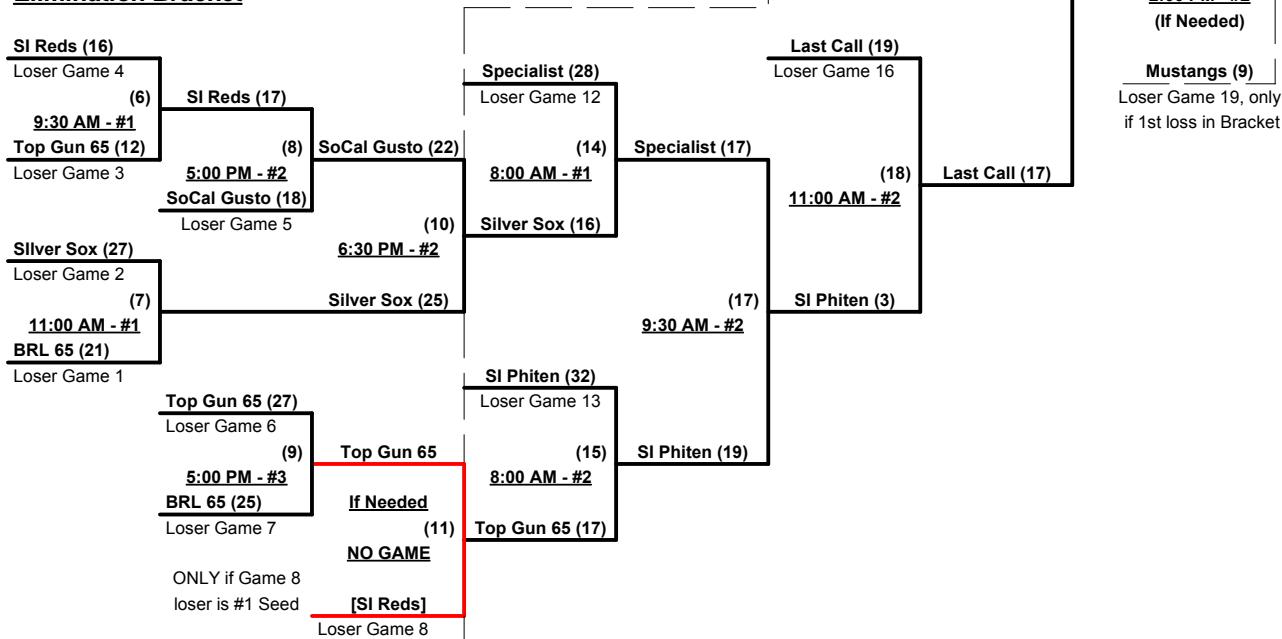 Elimination Bracket
2:00 PM - #2
(If Needed)
SI Reds (16)
Loser Game 4
(6)
9:30 AM - #1
Top Gun 65 (12)
Loser Game 3
SI Reds (17)
(8)
5:00 PM - #2
SoCal Gusto (18)
Loser Game 5
SIlver Sox (27)
Loser Game 2
(7)
11:00 AM - #1
BRL 65 (21)
Loser Game 1
SoCal Gusto (22)
(10)
6:30 PM - #2
Silver Sox (25)
Top Gun 65 (27)
Loser Game 6
(9)
5:00 PM - #3
BRL 65 (25)
Loser Game 7
Top Gun 65
If Needed
(11)
NO GAME
ONLY if Game 8
loser is #1 Seed
[SI Reds]
Loser Game 8
Specialist (28)
Loser Game 12
(14)
8:00 AM - #1
Silver Sox (16)
Specialist (17)
SI Phiten (32)
Loser Game 13
(15)
8:00 AM - #2
Top Gun 65 (17)
SI Phiten (19)
(17)
9:30 AM - #2
Last Call (19)
Loser Game 16
(18)
11:00 AM - #2
SI Phiten (3)
Last Call (17)
Mustangs (9)
Loser Game 19, only
if 1st loss in Bracket